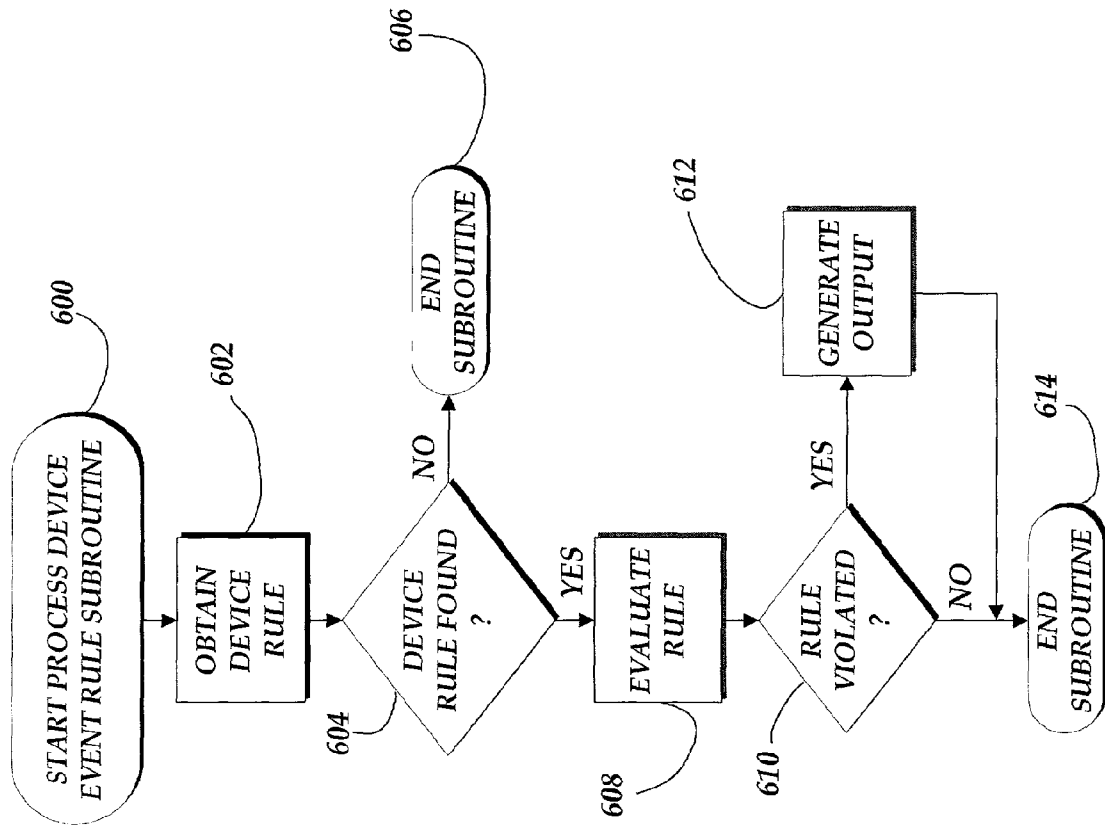 600
START PROCESS DEVICE
EVENT RULE SUBROUTINE
602
OBTAIN
DEVICE
RULE
604
DEVICE
RULE FOUND
?
NO
606
END
SUBROUTINE
YES
608
EVALUATE
RULE
610
RULE
VIOLATED
?
YES
612
GENERATE
OUTPUT
NO
614
END
SUBROUTINE